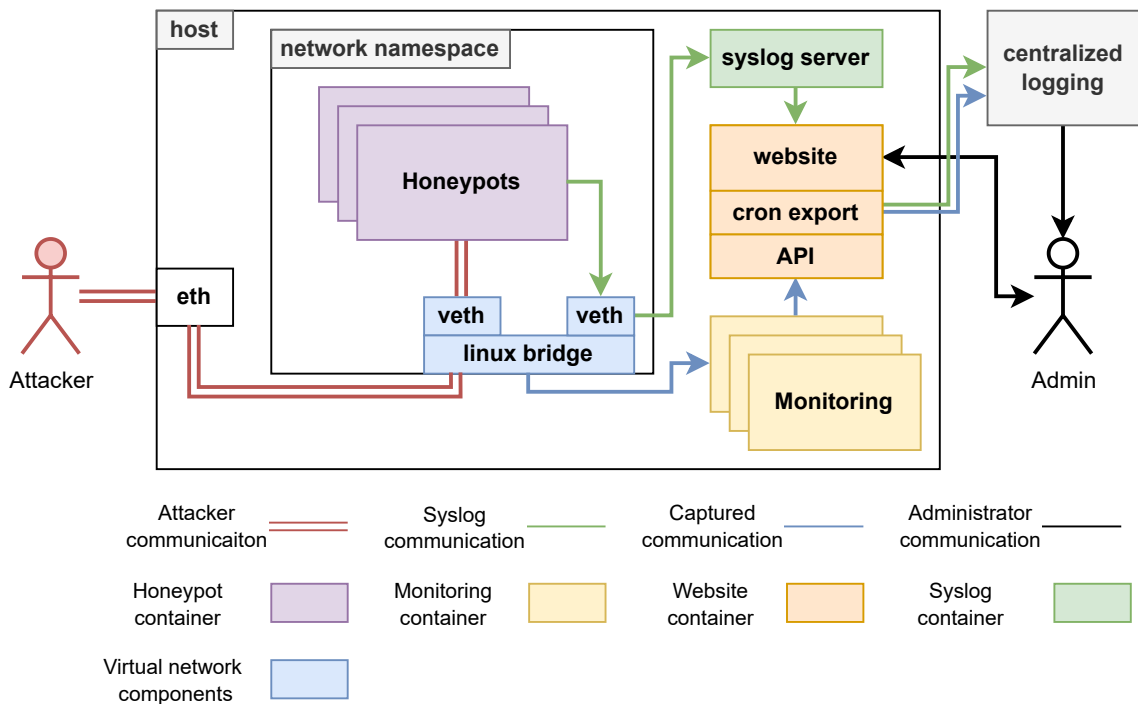 host
network namespace
syslog server
centralized
logging
Honeypots
website
cron export
API
eth
veth
veth
linux bridge
Monitoring
Attacker
Admin
Attacker
communicaiton
Syslog
communication
Captured
communication
Administrator
communication
Honeypot
container
Monitoring
container
Website
container
Syslog
container
Virtual network
components